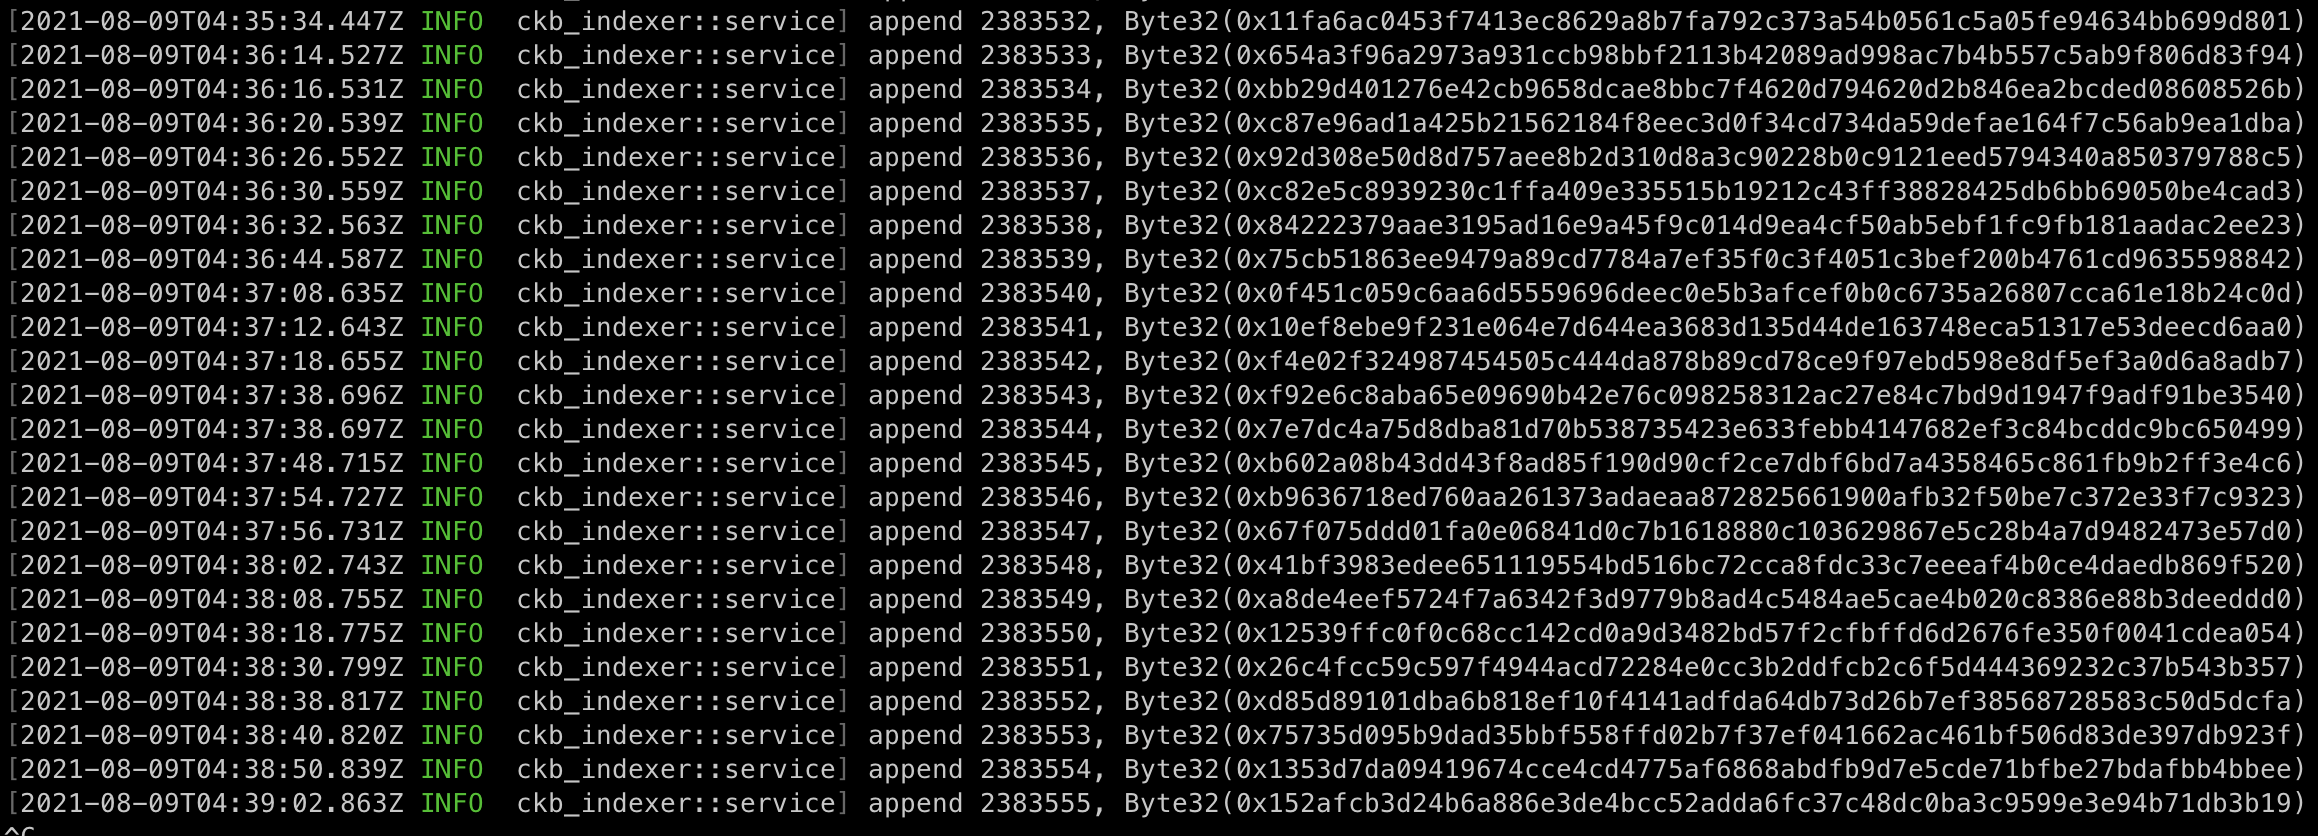 [2021-08-09T04:35:34.447Z INFO  ckb_indexer::service] append 2383532, Byte32(0x11fa6ac0453f7413ec8629a8b7fa792c373a54b0561c5a05fe94634bb699d801)
[2021-08-09T04:36:14.527Z INFO  ckb_indexer::service] append 2383533, Byte32(0x654a3f96a2973a931ccb98bbf2113b42089ad998ac7b4b557c5ab9f806d83f94)
[2021-08-09T04:36:16.531Z INFO  ckb_indexer::service] append 2383534, Byte32(0xbb29d401276e42cb9658dcae8bbc7f4620d794620d2b846ea2bcded08608526b)
[2021-08-09T04:36:20.539Z INFO  ckb_indexer::service] append 2383535, Byte32(0xc87e96ad1a425b21562184f8eec3d0f34cd734da59defae164f7c56ab9ea1dba)
[2021-08-09T04:36:26.552Z INFO  ckb_indexer::service] append 2383536, Byte32(0x92d308e50d8d757aee8b2d310d8a3c90228b0c9121eed5794340a850379788c5)
[2021-08-09T04:36:30.559Z INFO  ckb_indexer::service] append 2383537, Byte32(0xc82e5c8939230c1ffa409e335515b19212c43ff38828425db6bb69050be4cad3)
[2021-08-09T04:36:32.563Z INFO  ckb_indexer::service] append 2383538, Byte32(0x84222379aae3195ad16e9a45f9c014d9ea4cf50ab5ebf1fc9fb181aadac2ee23)
[2021-08-09T04:36:44.587Z INFO  ckb_indexer::service] append 2383539, Byte32(0x75cb51863ee9479a89cd7784a7ef35f0c3f4051c3bef200b4761cd9635598842)
[2021-08-09T04:37:08.635Z INFO  ckb_indexer::service] append 2383540, Byte32(0x0f451c059c6aa6d5559696deec0e5b3afcef0b0c6735a26807cca61e18b24c0d)
[2021-08-09T04:37:12.643Z INFO  ckb_indexer::service] append 2383541, Byte32(0x10ef8ebe9f231e064e7d644ea3683d135d44de163748eca51317e53deecd6aa0)
[2021-08-09T04:37:18.655Z INFO  ckb_indexer::service] append 2383542, Byte32(0xf4e02f324987454505c444da878b89cd78ce9f97ebd598e8df5ef3a0d6a8adb7)
[2021-08-09T04:37:38.696Z INFO  ckb_indexer::service] append 2383543, Byte32(0xf92e6c8aba65e09690b42e76c098258312ac27e84c7bd9d1947f9adf91be3540)
[2021-08-09T04:37:38.697Z INFO  ckb_indexer::service] append 2383544, Byte32(0x7e7dc4a75d8dba81d70b538735423e633febb4147682ef3c84bcddc9bc650499)
[2021-08-09T04:37:48.715Z INFO  ckb_indexer::service] append 2383545, Byte32(0xb602a08b43dd43f8ad85f190d90cf2ce7dbf6bd7a4358465c861fb9b2ff3e4c6)
[2021-08-09T04:37:54.727Z INFO  ckb_indexer::service] append 2383546, Byte32(0xb9636718ed760aa261373adaeaa872825661900afb32f50be7c372e33f7c9323)
[2021-08-09T04:37:56.731Z INFO  ckb_indexer::service] append 2383547, Byte32(0x67f075ddd01fa0e06841d0c7b1618880c103629867e5c28b4a7d9482473e57d0)
[2021-08-09T04:38:02.743Z INFO  ckb_indexer::service] append 2383548, Byte32(0x41bf3983edee651119554bd516bc72cca8fdc33c7eeeaf4b0ce4daedb869f520)
[2021-08-09T04:38:08.755Z INFO  ckb_indexer::service] append 2383549, Byte32(0xa8de4eef5724f7a6342f3d9779b8ad4c5484ae5cae4b020c8386e88b3deeddd0)
[2021-08-09T04:38:18.775Z INFO  ckb_indexer::service] append 2383550, Byte32(0x12539ffc0f0c68cc142cd0a9d3482bd57f2cfbffd6d2676fe350f0041cdea054)
[2021-08-09T04:38:30.799Z INFO  ckb_indexer::service] append 2383551, Byte32(0x26c4fcc59c597f4944acd72284e0cc3b2ddfcb2c6f5d444369232c37b543b357)
[2021-08-09T04:38:38.817Z INFO  ckb_indexer::service] append 2383552, Byte32(0xd85d89101dba6b818ef10f4141adfda64db73d26b7ef38568728583c50d5dcfa)
[2021-08-09T04:38:40.820Z INFO  ckb_indexer::service] append 2383553, Byte32(0x75735d095b9dad35bbf558ffd02b7f37ef041662ac461bf506d83de397db923f)
[2021-08-09T04:38:50.839Z INFO  ckb_indexer::service] append 2383554, Byte32(0x1353d7da09419674cce4cd4775af6868abdfb9d7e5cde71bfbe27bdafbb4bbee)
[2021-08-09T04:39:02.863Z INFO  ckb_indexer::service] append 2383555, Byte32(0x152afcb3d24b6a886e3de4bcc52adda6fc37c48dc0ba3c9599e3e94b71db3b19)
^C